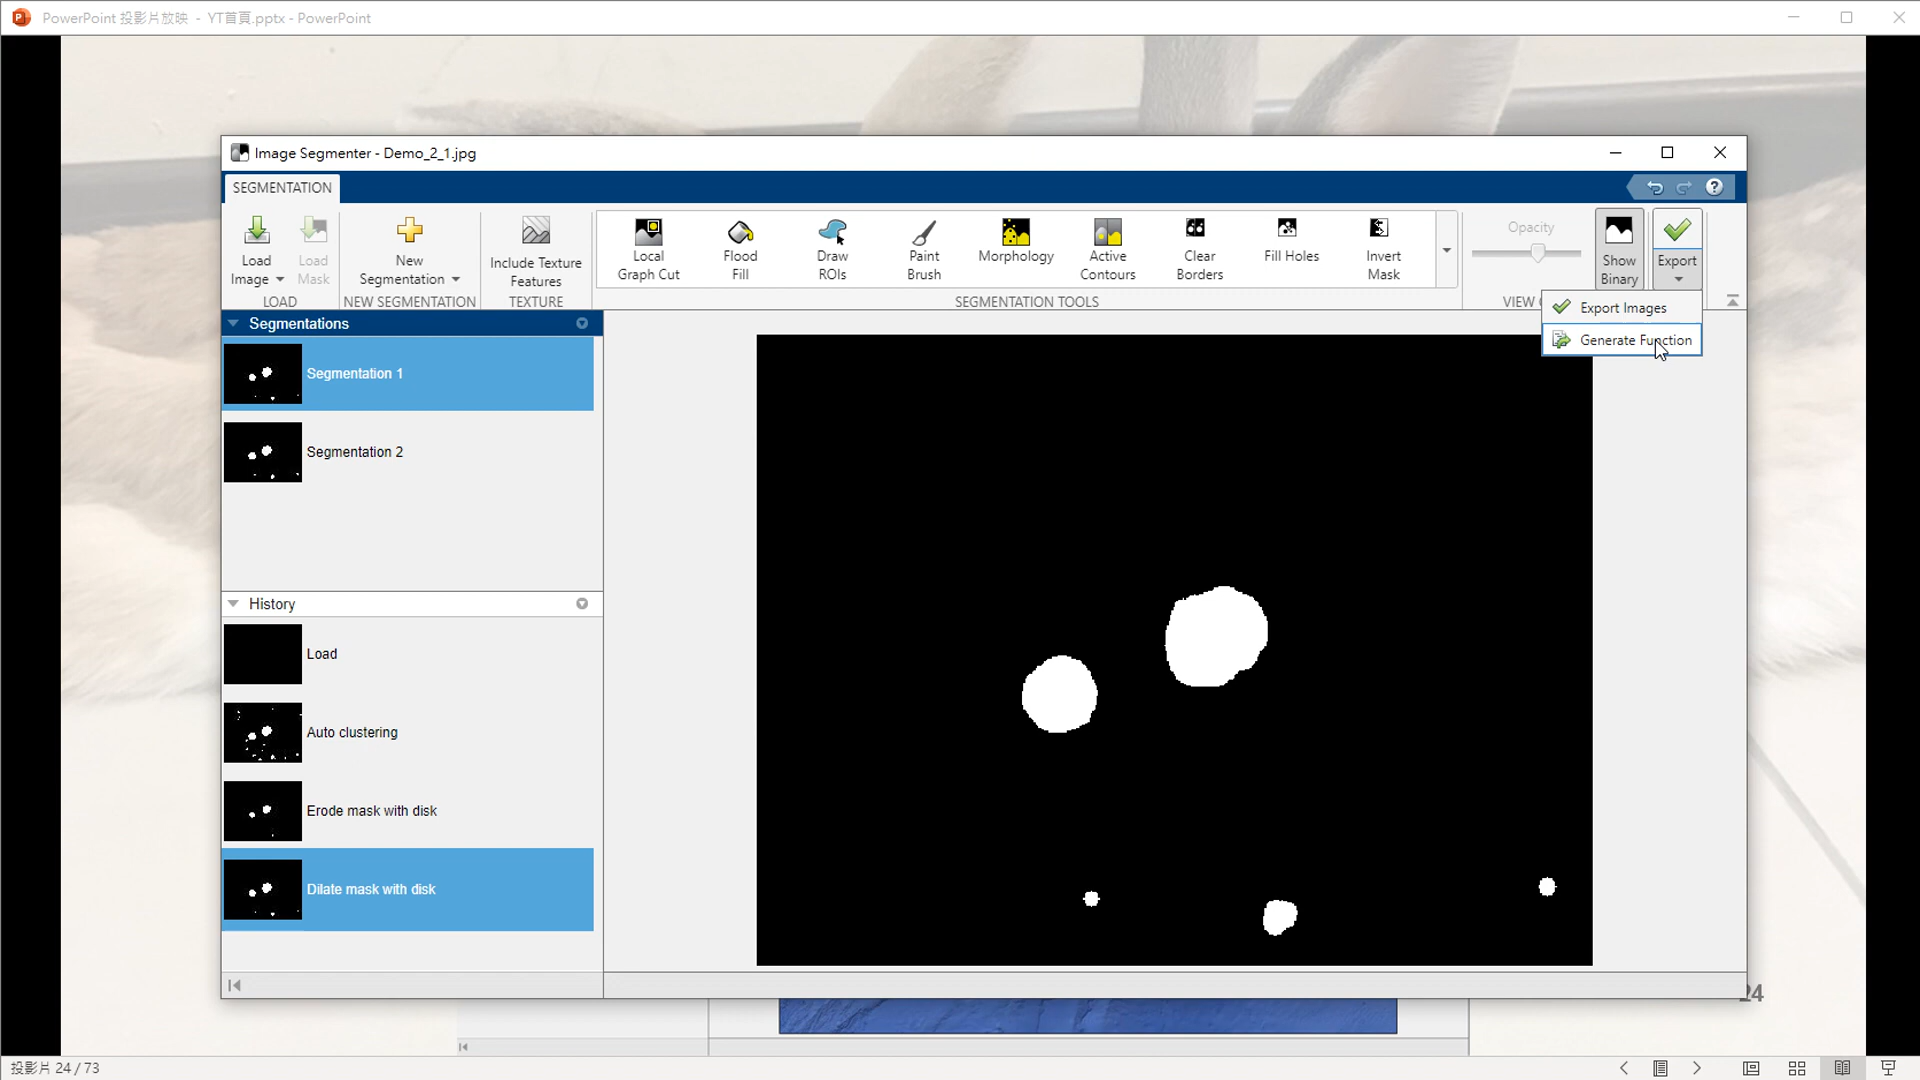 PowerPoint 投影片放映 - YT首頁.pptx - PowerPoint
Image Segmenter - Demo_2_1.jpg
SEGMENTATION
Load
Image
Load
Mask
LOAD
New
Segmentation
NEW SEGMENTATION
Include Texture
Features
TEXTURE
Local
Graph Cut
Flood
Fill
Draw
ROIs
Paint
Brush
Morphology
Active
Contours
Clear
Borders
Fill Holes
Invert
Mask
SEGMENTATION TOOLS
Opacity
Show
Binary
VIEW
Export
Export Images
Generate Function
Segmentations
Segmentation 1
Segmentation 2
History
Load
Auto clustering
Erode mask with disk
Dilate mask with disk
24
投影片 24 / 73